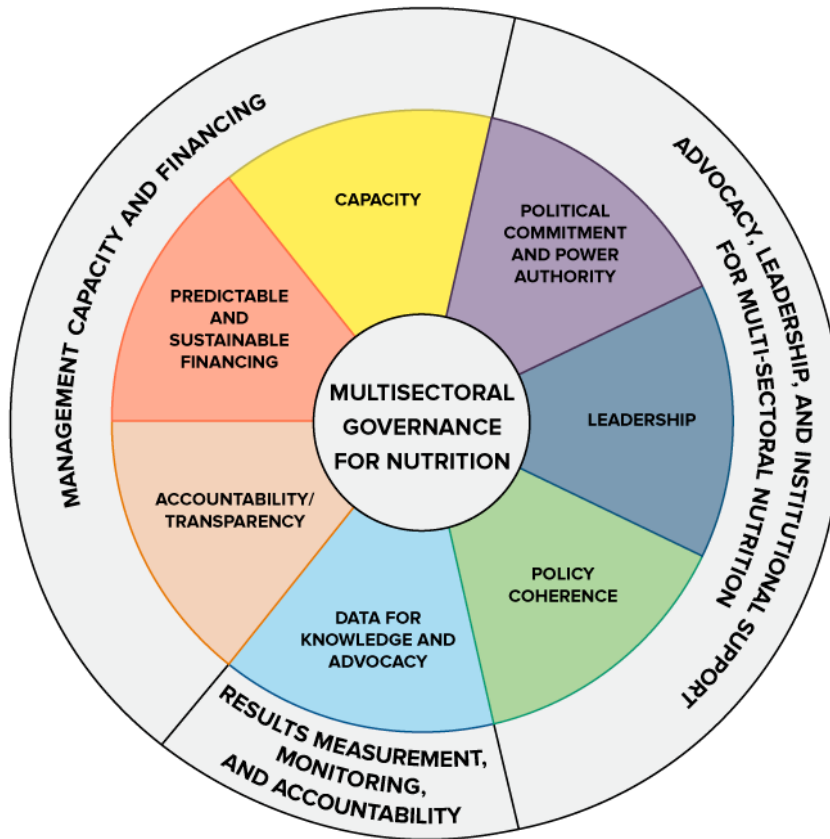 MANAGEMENT CAPACITY AND FINANCING
ADVOCACY, LEADERSHIP, AND INSTITUTIONAL SUPPORT
FOR MULTI-SECTORAL NUTRITION
CAPACITY
POLITICAL
COMMITMENT
AND POWER
AUTHORITY
PREDICTABLE
AND
SUSTAINABLE
FINANCING
MULTISECTORAL
GOVERNANCE
FOR NUTRITION
LEADERSHIP
ACCOUNTABILITY/
TRANSPARENCY
POLICY
COHERENCE
DATA FOR
KNOWLEDGE AND
ADVOCACY
RESULTS MEASUREMENT,
MONITORING,
AND ACCOUNTABILITY